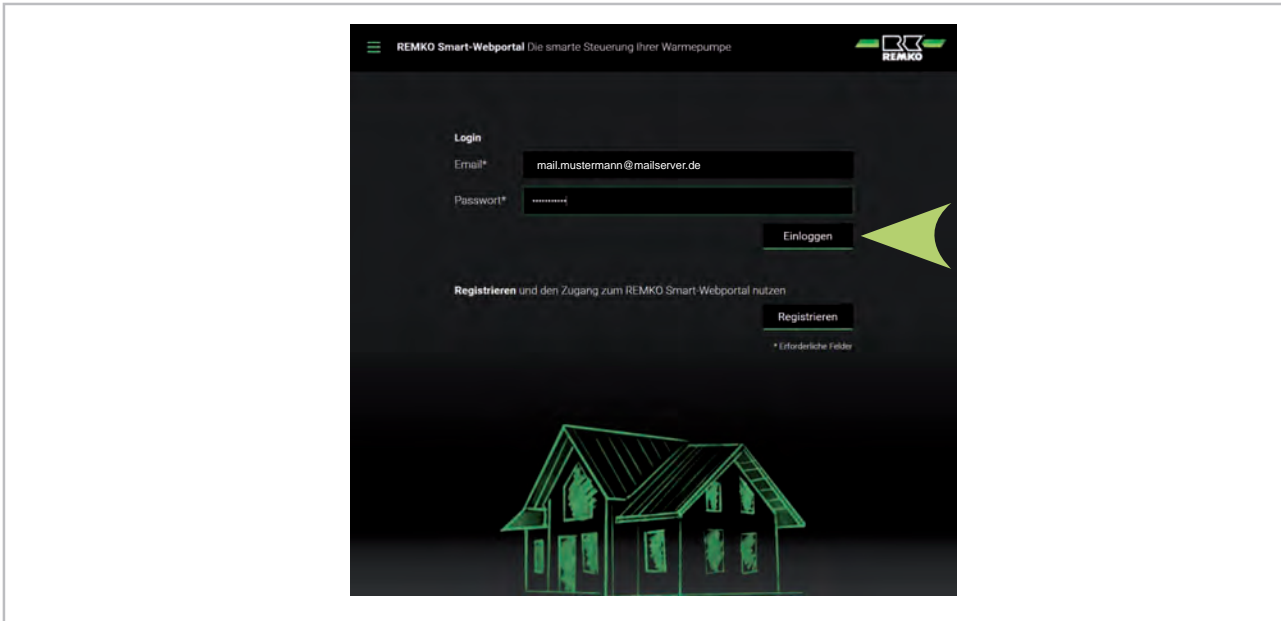 REMKO Smart-Webportal Die smarte Steuerung Ihrer Warmepumpe
REMKO
Login
Email* mail.mustermann@mailserver.de
Passwort* •••••••••••
Einloggen
Registrieren und den Zugang zum REMKO Smart-Webportal nutzen
Registrieren
* Erforderliche Felder